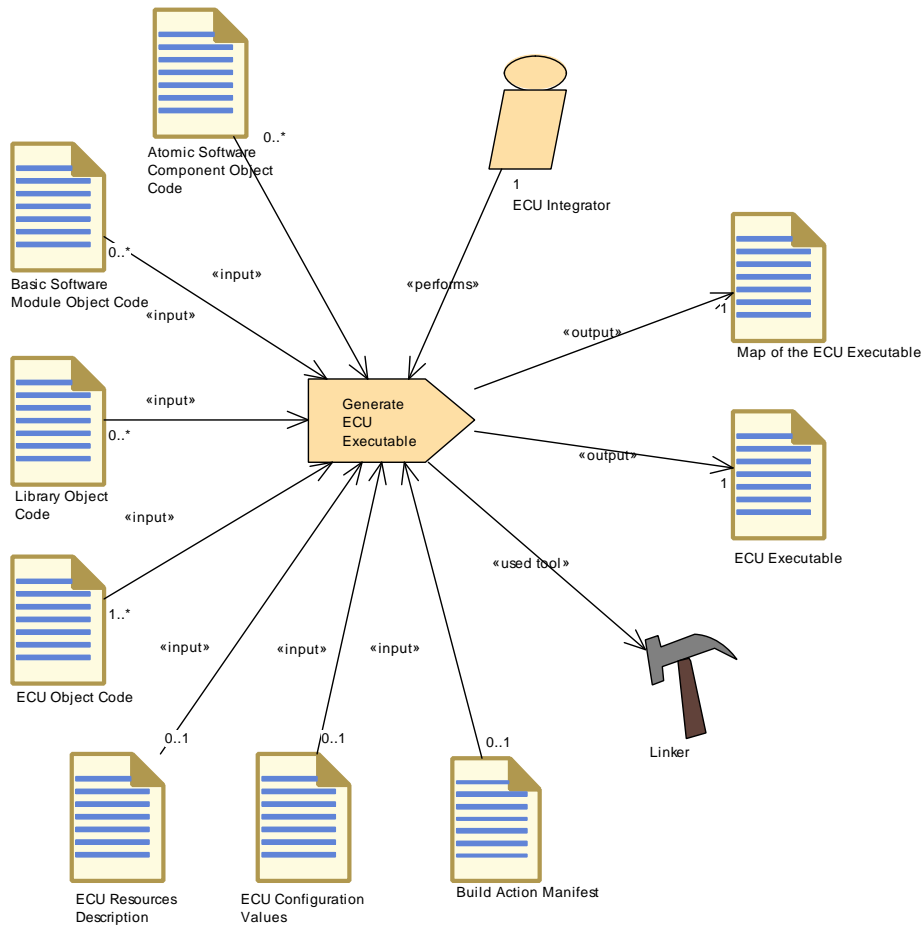 0..*
Atomic Software
Component Object
Code
1
ECU Integrator
0..*
Basic Software
Module Object Code
«input»
«input»
«performs»
«output»
1
Map of the ECU Executable
«input»
0..*
Library Object
Code
Generate
ECU
Executable
«output»
1
ECU Executable
«input»
1..*
ECU Object Code
«used tool»
Linker
«input»
«input»
«input»
0..1
0..1
0..1
ECU Resources
Description
ECU Configuration
Values
Build Action Manifest